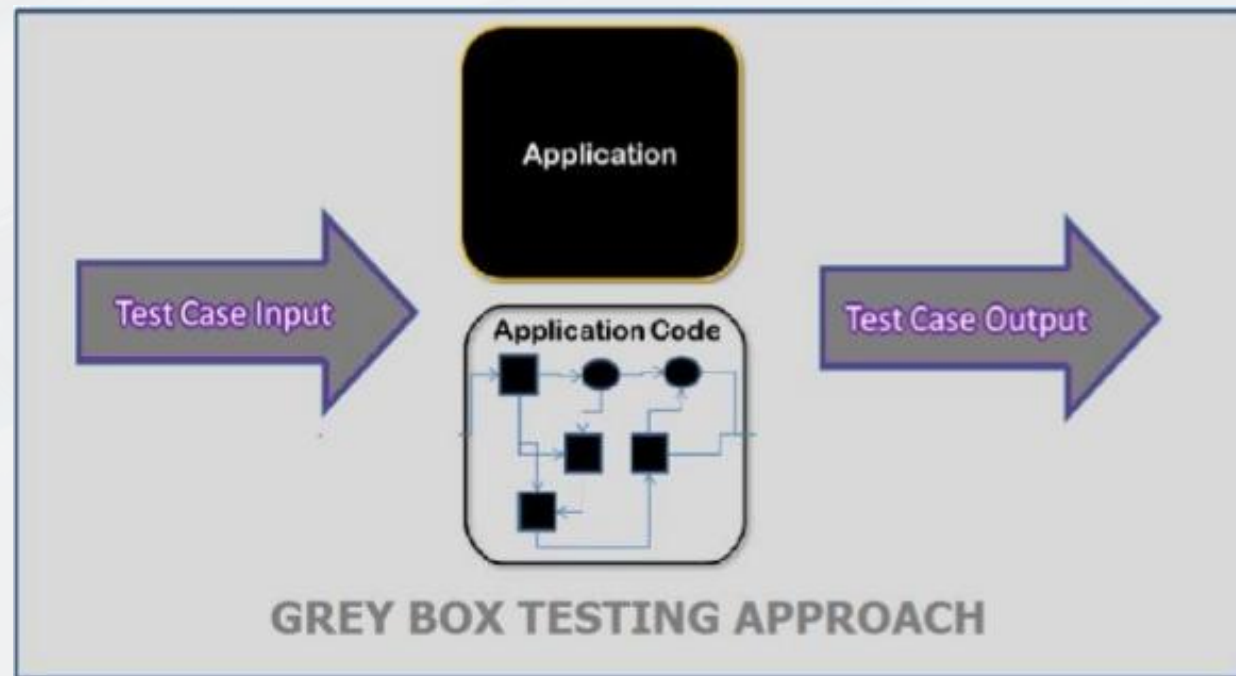 Application
Test Case Input
Application Code
Test Case Output
GREY BOX TESTING APPROACH